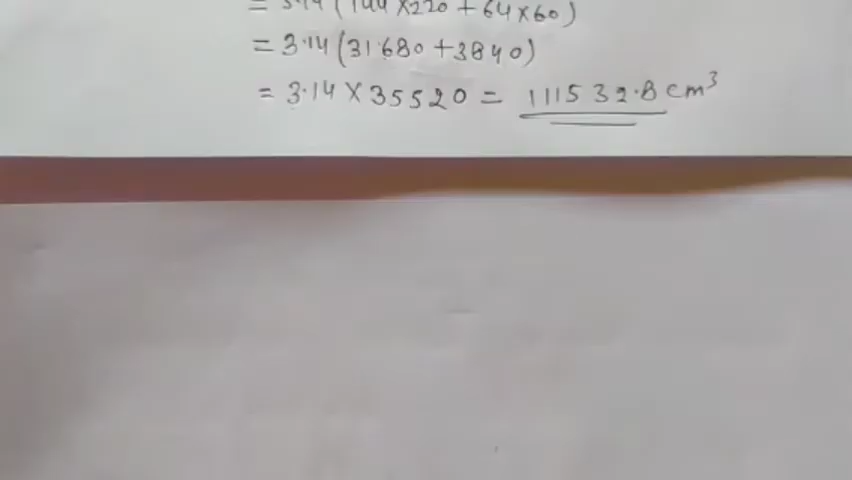 = 3.14 (144 × 220 + 64 × 60)
= 3.14 (31680 + 3840)
= 3.14 × 35520 = 111532.8 cm³